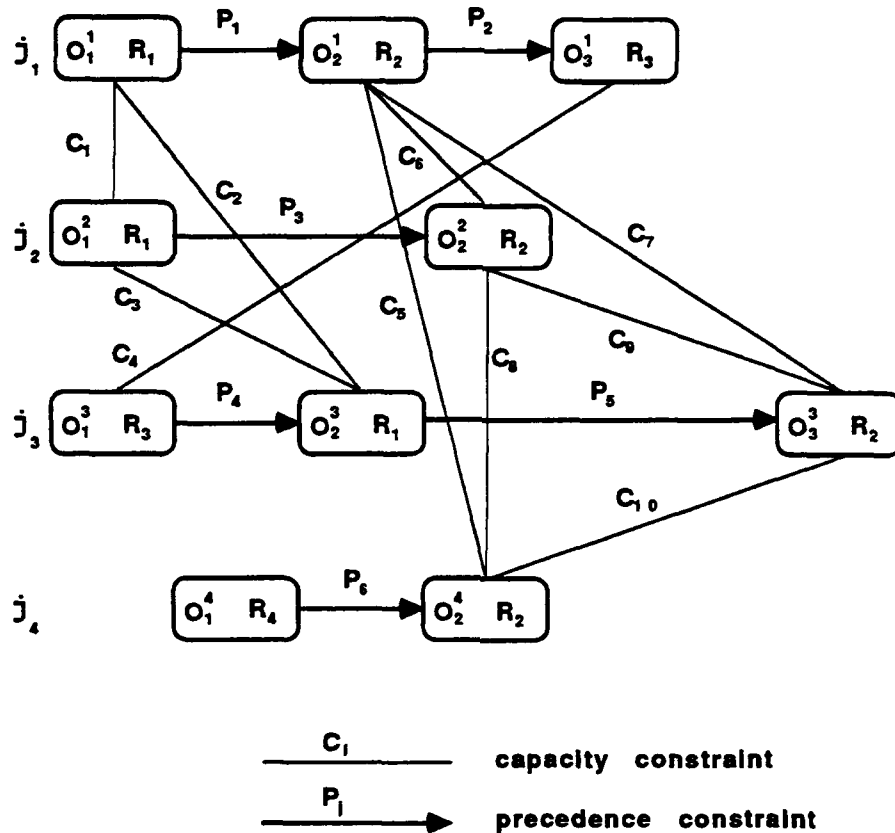 P₁ P₂
j₁ O₁¹ R₁ O₂¹ R₂ O₃¹ R₃
C₁ C₂ C₆
P₃
j₂ O₁² R₁ O₂² R₂ C₇
C₃ C₅
C₄ C₈ C₉
P₄ P₅
j₃ O₁³ R₃ O₂³ R₁ O₃³ R₂
C₁₀
P₆
j₄ O₁⁴ R₄ O₂⁴ R₂
Cᵢ capacity constraint
Pⱼ precedence constraint